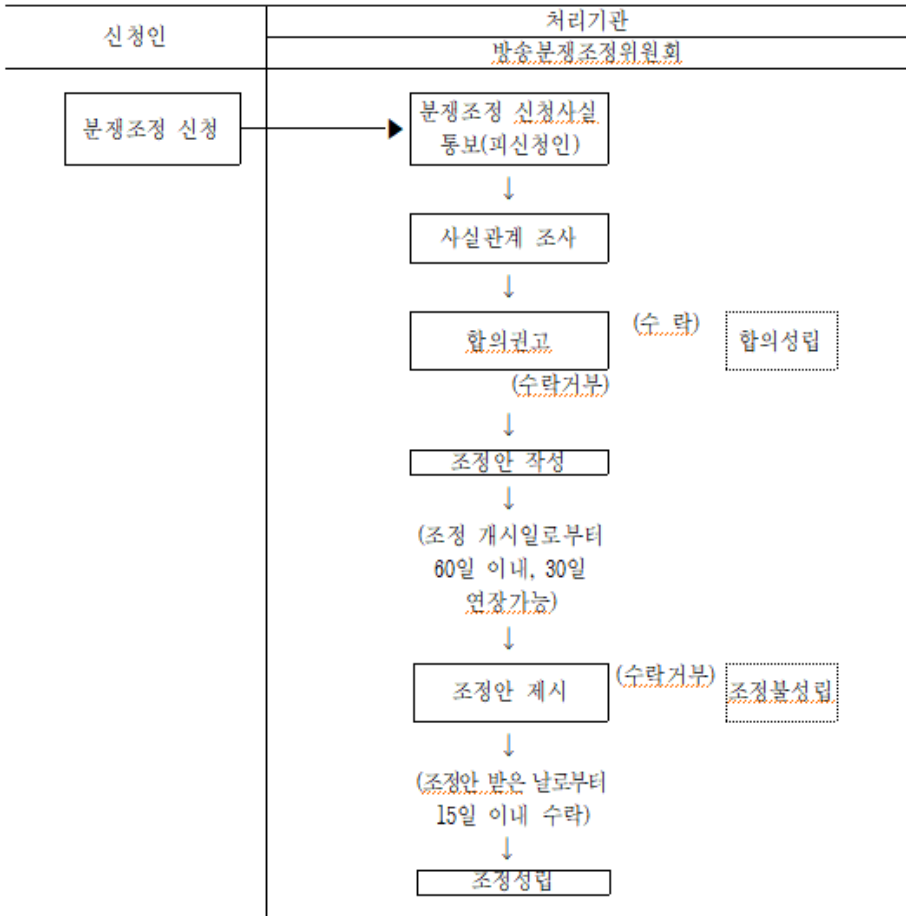 신청인
처리기관
방송분쟁조정위원회
분쟁조정 신청
분쟁조정 신청사실
통보(피신청인)
↓
사실관계 조사
↓
합의권고
(수 락)
합의성립
(수락거부)
↓
조정안 작성
↓
(조정 개시일로부터
60일 이내, 30일
연장가능)
↓
조정안 제시
(수락거부)
조정불성립
↓
(조정안 받은 날로부터
15일 이내 수락)
↓
조정성립